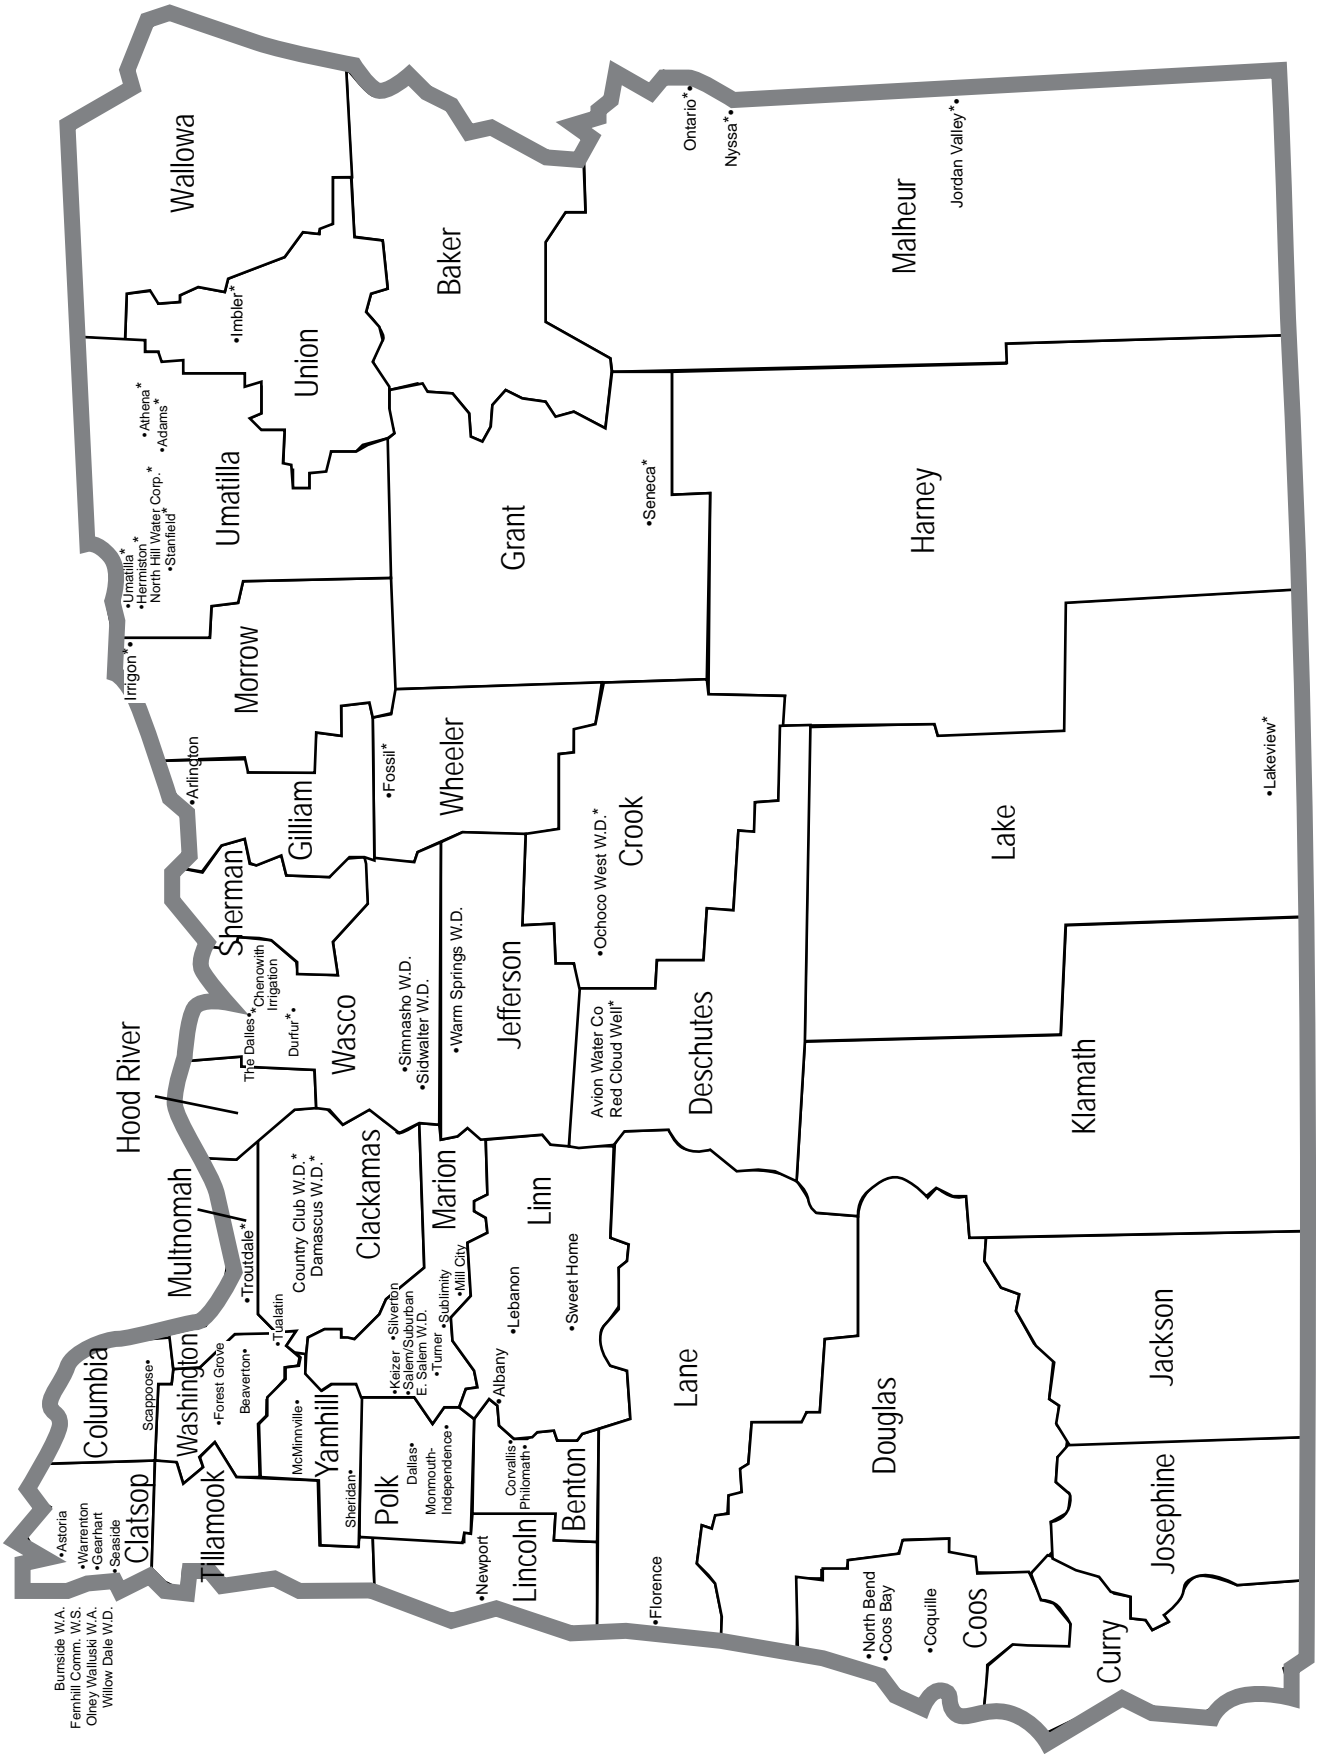 Burnside W.A.
Fernhill Comm. W.S.
Olney Walluski W.A.
Willow Dale W.D.
•Astoria
•Warrenton
•Gearhart
•Seaside
Clatsop
Columbia
Scappoose•
Washington
•Forest Grove
Beaverton•
•Tualatin
Tillamook
McMinnville•
Yamhill
Sheridan•
Polk
Dallas•
Monmouth-
Independence•
Multnomah
•Troutdale*
Hood River
Country Club W.D.*
Damascus W.D.*
Clackamas
•Keizer
•Silverton
•Salem/Suburban
E. Salem W.D.
•Turner
•Sublimity
•Mill City
Marion
•Newport
Lincoln
Corvallis•
Philomath•
Benton
•Albany
•Lebanon
•Sweet Home
Linn
•Florence
Lane
•North Bend
•Coos Bay
•Coquille
Coos
Douglas
Curry
Josephine
Jackson
Klamath
The Dalles•*
•Chenowith
Irrigation
Durfur*•
Wasco
•Simnasho W.D.
•Sidwalter W.D.
Sherman
•Arlington
Gilliam
•Warm Springs W.D.
Jefferson
•Fossil*
Wheeler
Avion Water Co
Red Cloud Well*
Deschutes
•Ochoco West W.D.*
Crook
Lake
•Lakeview*
Irrigon*•
Morrow
•Umatilla*
•Hermiston*
North Hill Water Corp.*
•Stanfield*
•Athena*
•Adams*
Umatilla
•Imbler*
Union
Wallowa
Baker
Grant
•Seneca*
Harney
Ontario*•
Nyssa*•
Jordan Valley*•
Malheur